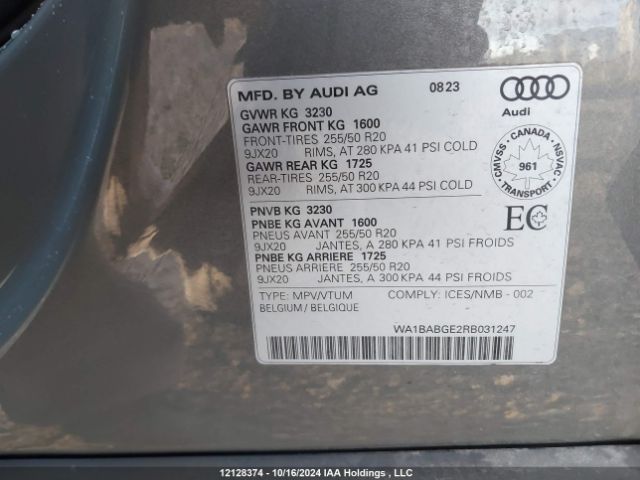 MFD. BY AUDI AG 0823
Audi
GVWR KG 3230
GAWR FRONT KG 1600
FRONT-TIRES 255/50 R20
9JX20 RIMS, AT 280 KPA 41 PSI COLD
GAWR REAR KG 1725
REAR-TIRES 255/50 R20
9JX20 RIMS, AT 300 KPA 44 PSI COLD
CMVSS - CANADA - NSVAC
961
TRANSPORT
PNVB KG 3230
PNBE KG AVANT 1600
PNEUS AVANT 255/50 R20
9JX20 JANTES, A 280 KPA 41 PSI FROIDS
PNBE KG ARRIERE 1725
PNEUS ARRIERE 255/50 R20
9JX20 JANTES, A 300 KPA 44 PSI FROIDS
EC
TYPE: MPV/VTUM COMPLY: ICES/NMB - 002
BELGIUM / BELGIQUE
WA1BABGE2RB031247
12128374 - 10/16/2024 IAA Holdings , LLC